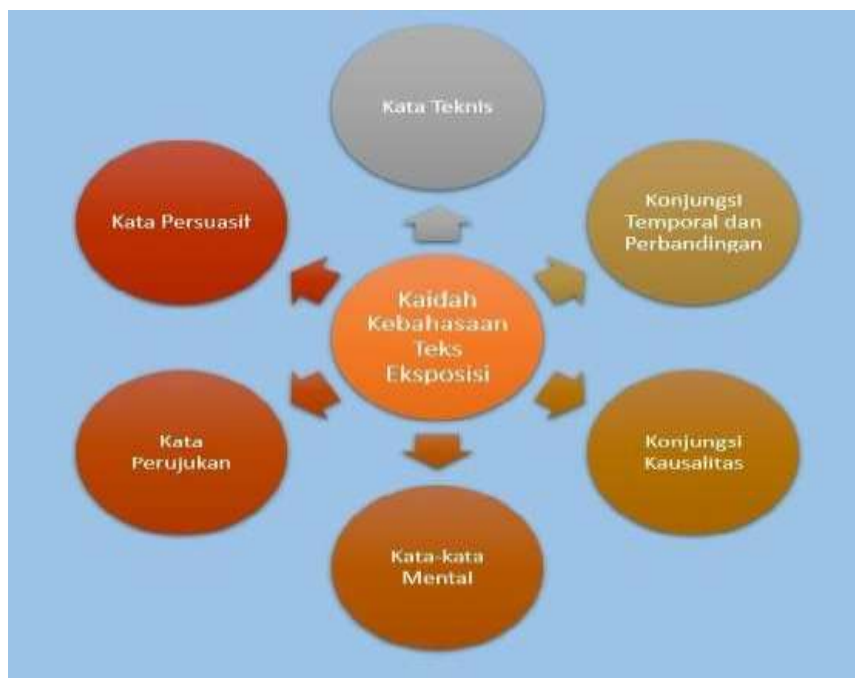 Kata Teknis
Konjungsi
Temporal dan
Perbandingan
Konjungsi
Kausalitas
Kata-kata
Mental
Kata
Perujukan
Kata Persuasif
Kaidah
Kebahasaan
Teks
Eksposisi